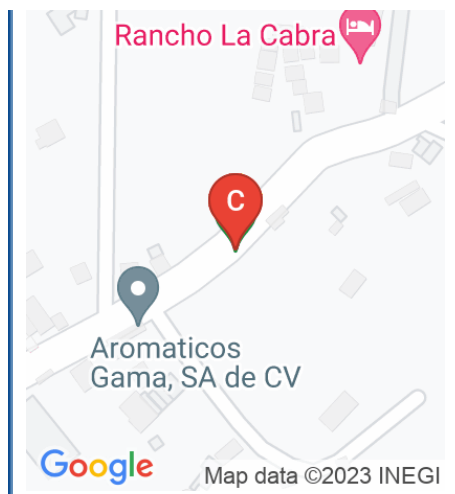 Rancho La Cabra
C
Aromaticos
Gama, SA de CV
Google
Map data ©2023 INEGI